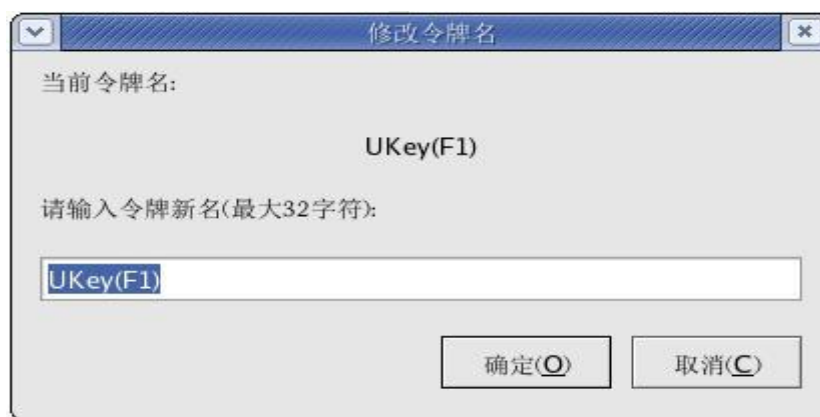 修改令牌名
当前令牌名:
UKey(F1)
请输入令牌新名(最大32字符):
UKey(F1)
确定(O)
取消(C)